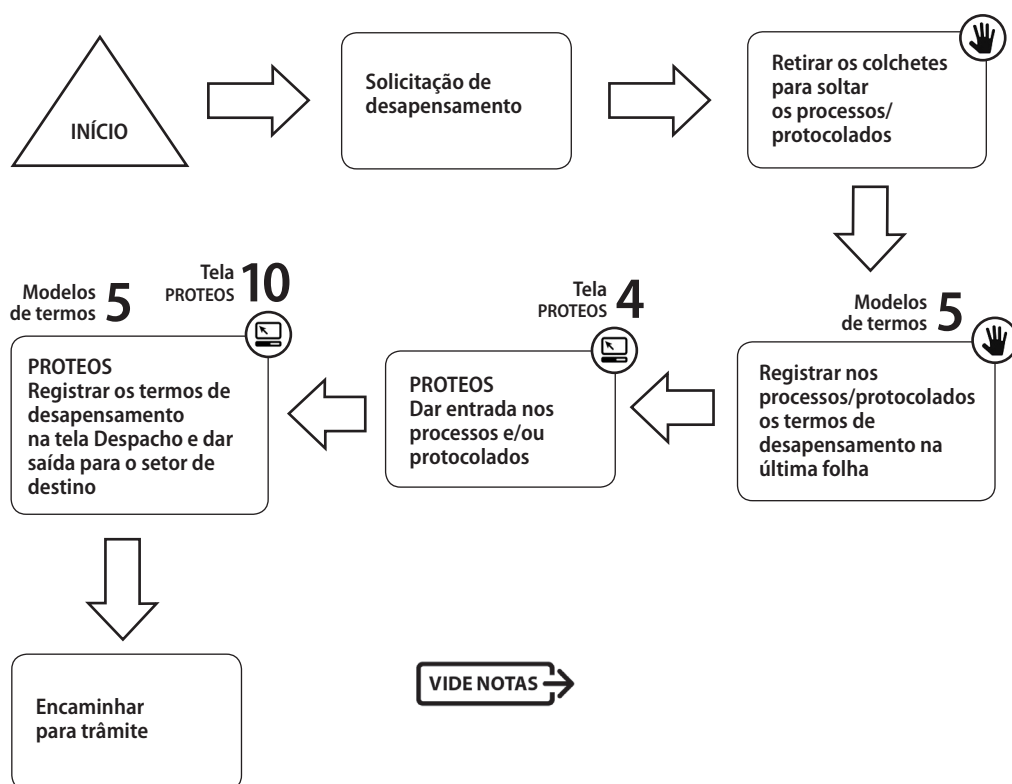 INÍCIO
Solicitação de
desapensamento
Retirar os colchetes
para soltar
os processos/
protocolados
Modelos
de termos 5
Registrar nos
processos/protocolados
os termos de
desapensamento na
última folha
Tela
PROTEOS 4
PROTEOS
Dar entrada nos
processos e/ou
protocolados
Tela
PROTEOS 10
Modelos
de termos 5
PROTEOS
Registrar os termos de
desapensamento
na tela Despacho e dar
saída para o setor de
destino
Encaminhar
para trâmite
VIDE NOTAS